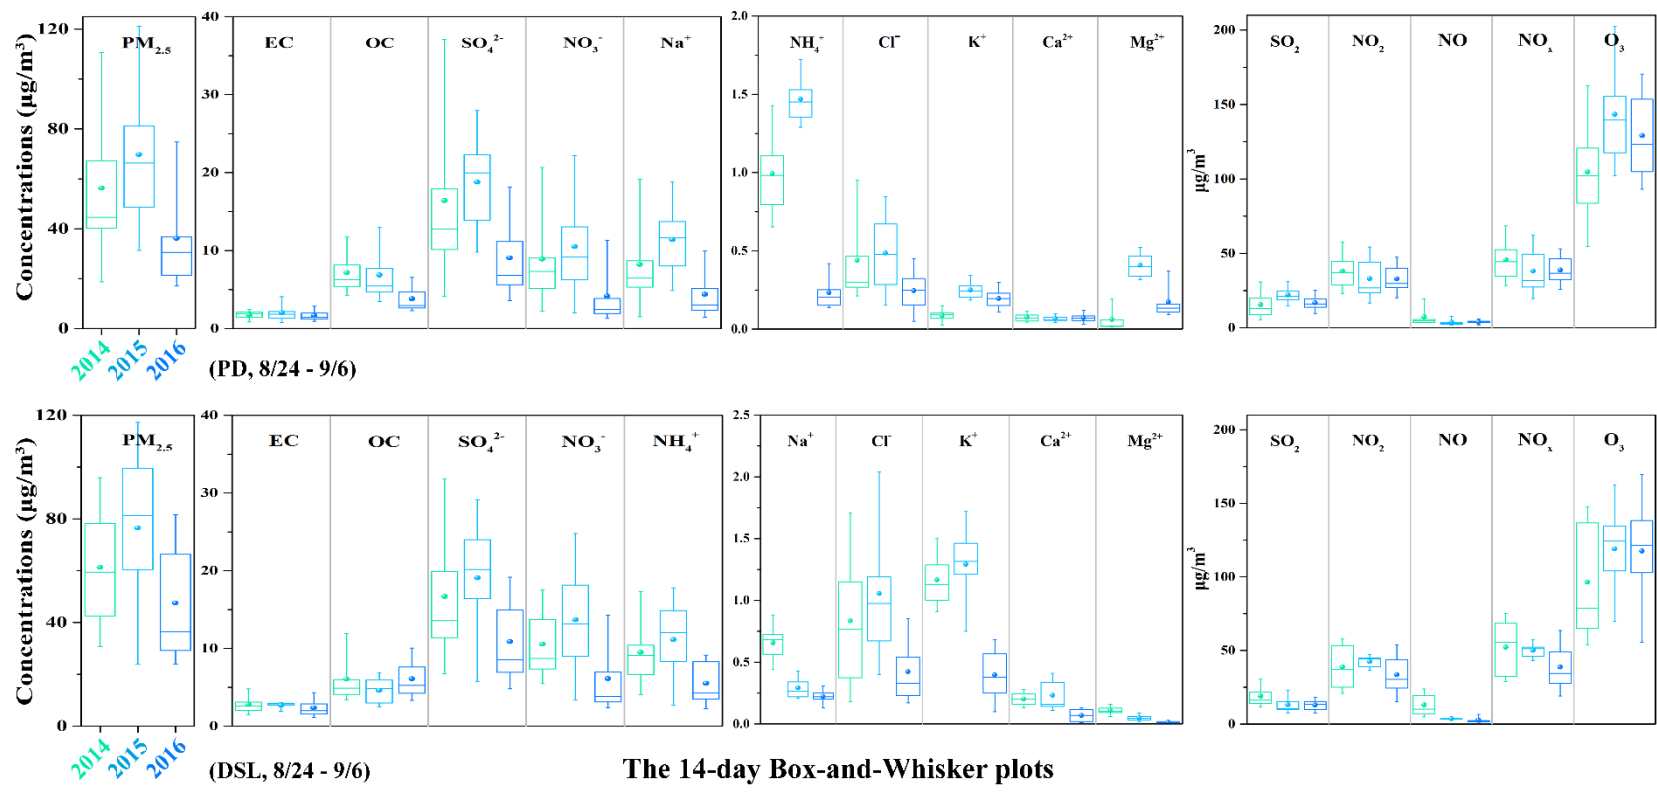 Concentrations (μg/m³)
120
80
40
0
PM2.5
2014
2015
2016
40
30
20
10
0
EC
OC
SO₄²⁻
NO₃⁻
Na⁺
2.0
1.5
1.0
0.5
0.0
NH₄⁺
Cl⁻
K⁺
Ca²⁺
Mg²⁺
μg/m³
200
150
100
50
0
SO₂
NO₂
NO
NOₓ
O₃
(PD, 8/24 - 9/6)
Concentrations (μg/m³)
120
80
40
0
PM2.5
2014
2015
2016
40
30
20
10
0
EC
OC
SO₄²⁻
NO₃⁻
NH₄⁺
2.5
2.0
1.5
1.0
0.5
0.0
Na⁺
Cl⁻
K⁺
Ca²⁺
Mg²⁺
μg/m³
200
150
100
50
0
SO₂
NO₂
NO
NOₓ
O₃
(DSL, 8/24 - 9/6)
The 14-day Box-and-Whisker plots